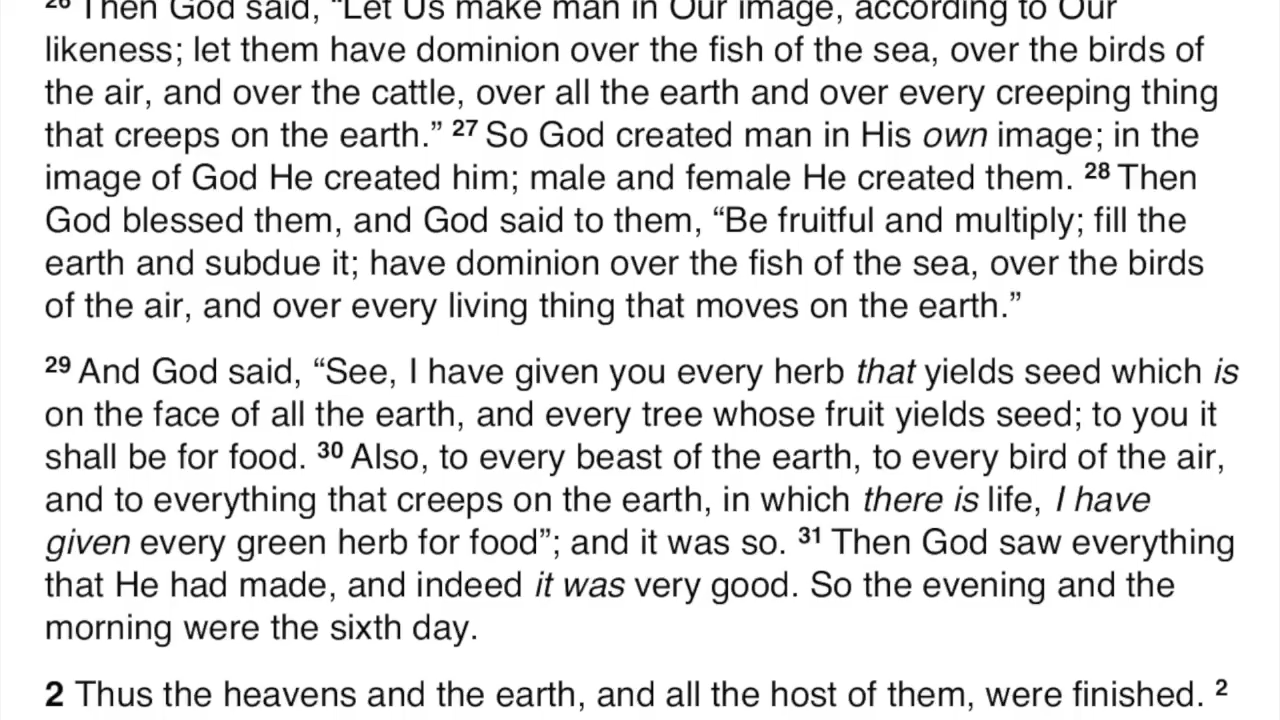 26 Then God said, “Let Us make man in Our image, according to Our
likeness; let them have dominion over the fish of the sea, over the birds of
the air, and over the cattle, over all the earth and over every creeping thing
that creeps on the earth.” 27 So God created man in His own image; in the
image of God He created him; male and female He created them. 28 Then
God blessed them, and God said to them, “Be fruitful and multiply; fill the
earth and subdue it; have dominion over the fish of the sea, over the birds
of the air, and over every living thing that moves on the earth.”
29 And God said, “See, I have given you every herb that yields seed which is
on the face of all the earth, and every tree whose fruit yields seed; to you it
shall be for food. 30 Also, to every beast of the earth, to every bird of the air,
and to everything that creeps on the earth, in which there is life, I have
given every green herb for food”; and it was so. 31 Then God saw everything
that He had made, and indeed it was very good. So the evening and the
morning were the sixth day.
2 Thus the heavens and the earth, and all the host of them, were finished. 2